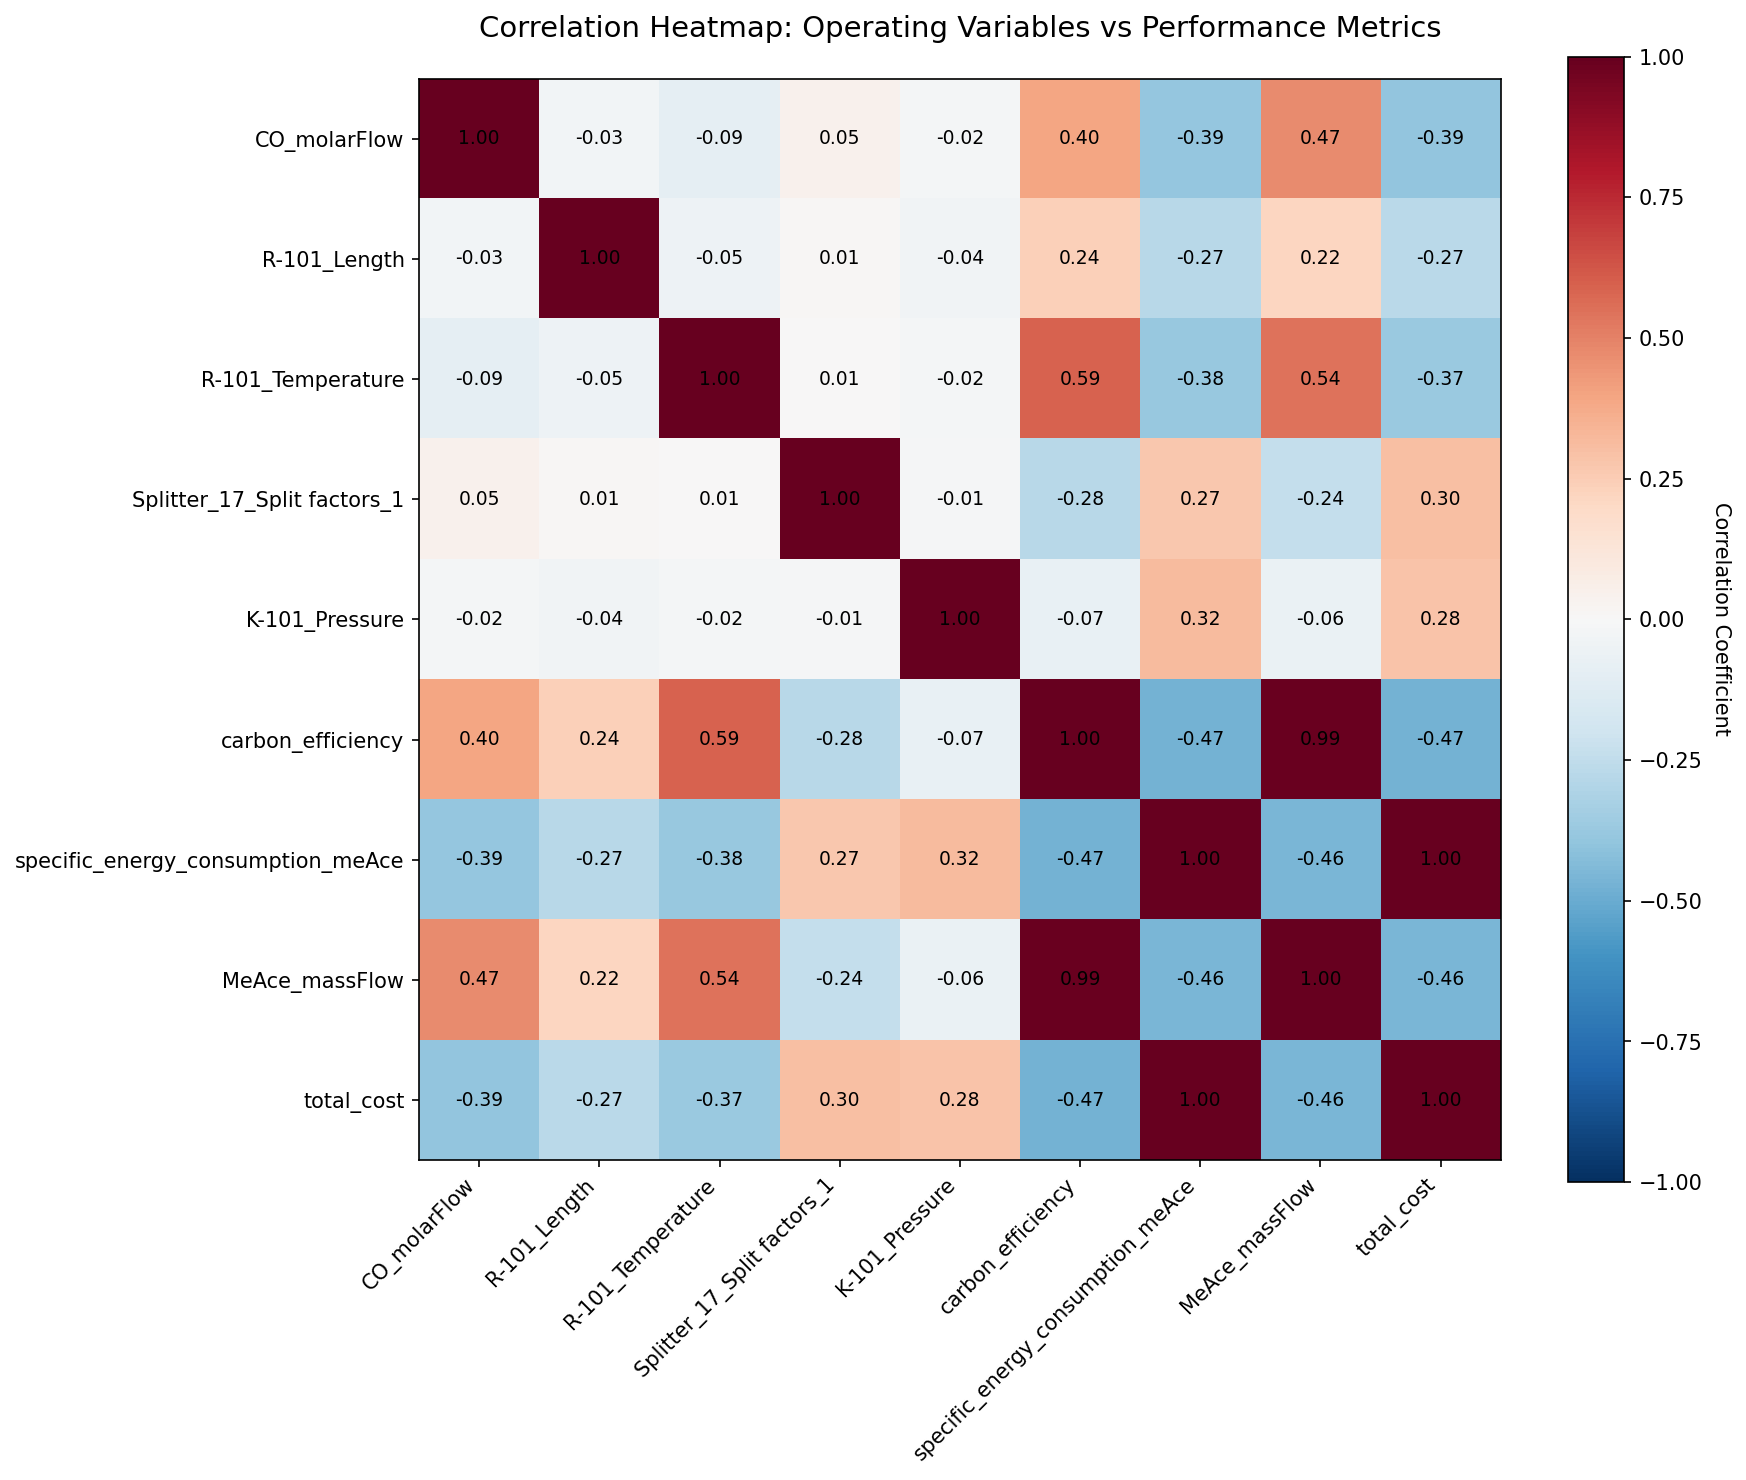 Correlation Heatmap: Operating Variables vs Performance Metrics
CO_molarFlow 1.00 -0.03 -0.09 0.05 -0.02 0.40 -0.39 0.47 -0.39
R-101_Length -0.03 1.00 -0.05 0.01 -0.04 0.24 -0.27 0.22 -0.27
R-101_Temperature -0.09 -0.05 1.00 0.01 -0.02 0.59 -0.38 0.54 -0.37
Splitter_17_Split factors_1 0.05 0.01 0.01 1.00 -0.01 -0.28 0.27 -0.24 0.30
K-101_Pressure -0.02 -0.04 -0.02 -0.01 1.00 -0.07 0.32 -0.06 0.28
carbon_efficiency 0.40 0.24 0.59 -0.28 -0.07 1.00 -0.47 0.99 -0.47
specific_energy_consumption_meAce -0.39 -0.27 -0.38 0.27 0.32 -0.47 1.00 -0.46 1.00
MeAce_massFlow 0.47 0.22 0.54 -0.24 -0.06 0.99 -0.46 1.00 -0.46
total_cost -0.39 -0.27 -0.37 0.30 0.28 -0.47 1.00 -0.46 1.00
CO_molarFlow
R-101_Length
R-101_Temperature
Splitter_17_Split factors_1
K-101_Pressure
carbon_efficiency
specific_energy_consumption_meAce
MeAce_massFlow
total_cost
1.00
0.75
0.50
0.25
0.00
−0.25
−0.50
−0.75
−1.00
Correlation Coefficient